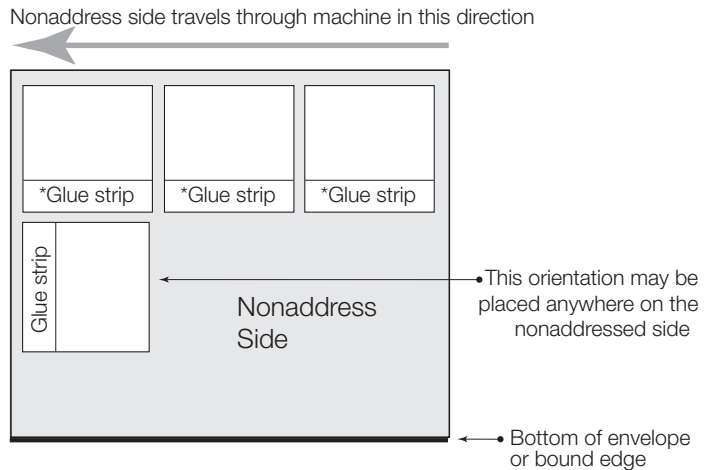 Nonaddress side travels through machine in this direction
*Glue strip
*Glue strip
*Glue strip
Glue strip
Nonaddress
Side
This orientation may be
placed anywhere on the
nonaddressed side
Bottom of envelope
or bound edge